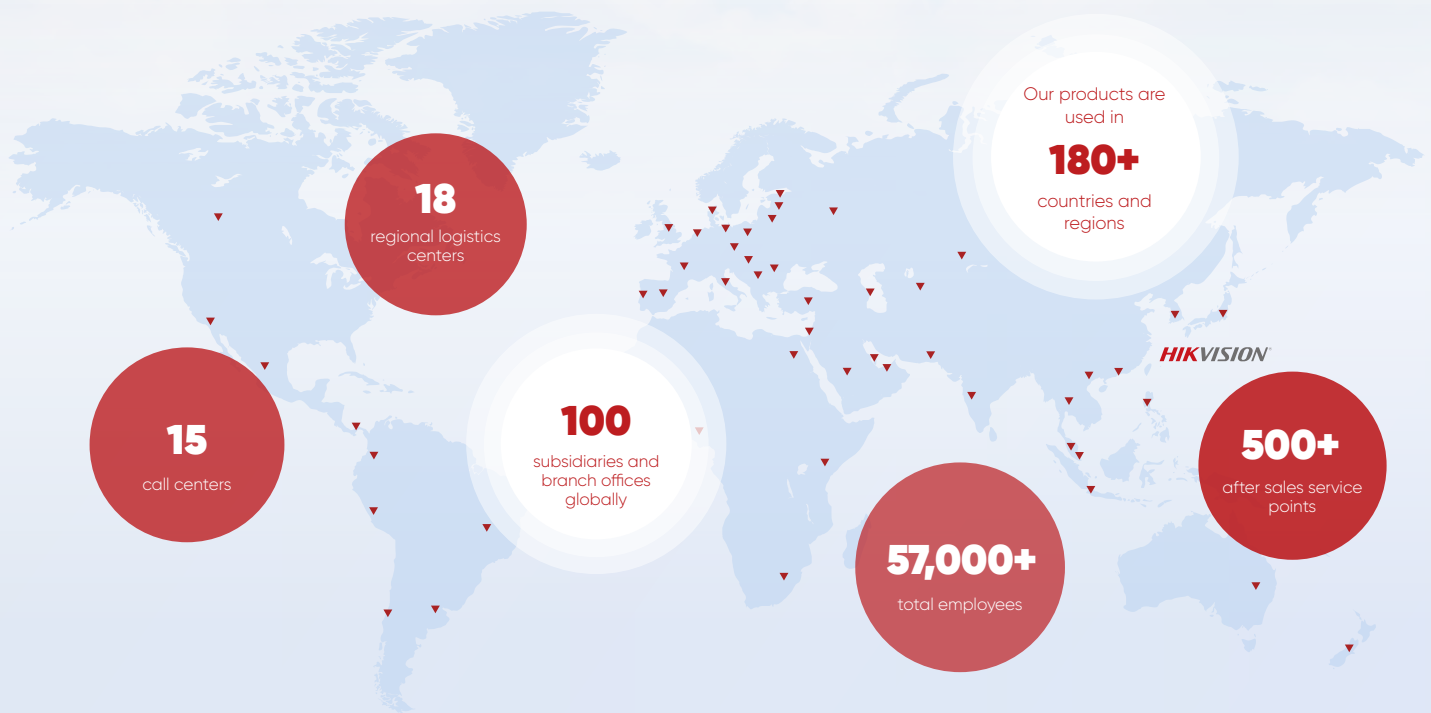 Our products are
used in
180+
countries and
regions
18
regional logistics
centers
HIKVISION
15
call centers
100
subsidiaries and
branch offices
globally
500+
after sales service
points
57,000+
total employees